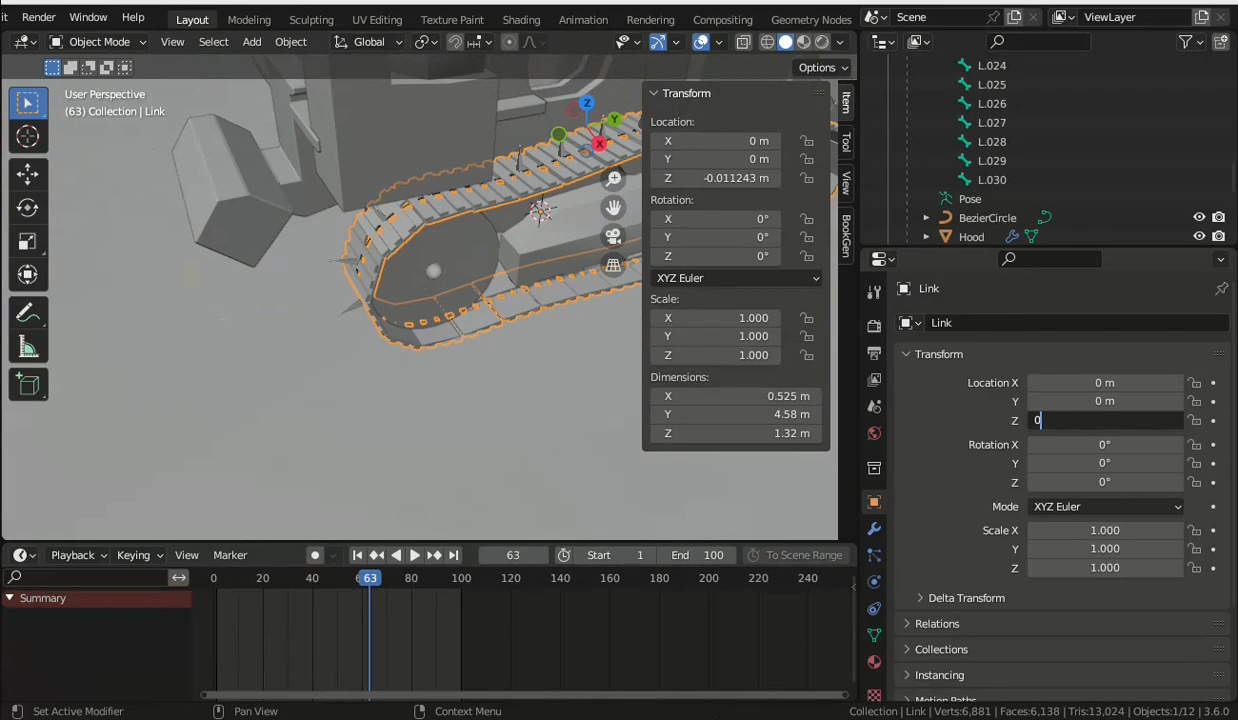 it Render Window Help Layout Modeling Sculpting UV Editing Texture Paint Shading Animation Rendering Compositing Geometry Nodes Scene ViewLayer
Object Mode View Select Add Object Global
Options
User Perspective
(63) Collection | Link
Transform
Location:
X 0 m
Y 0 m
Z -0.011243 m
Rotation:
X 0°
Y 0°
Z 0°
XYZ Euler
Scale:
X 1.000
Y 1.000
Z 1.000
Dimensions:
X 0.525 m
Y 4.58 m
Z 1.32 m
Item
Tool
View
BookGen
Z
Y
X
L.024
L.025
L.026
L.027
L.028
L.029
L.030
Pose
BezierCircle
Hood
Link
Link
Transform
Location X 0 m
Y 0 m
Z 0
Rotation X 0°
Y 0°
Z 0°
Mode XYZ Euler
Scale X 1.000
Y 1.000
Z 1.000
Delta Transform
Relations
Collections
Instancing
Motion Paths
Playback Keying View Marker 63 Start 1 End 100 To Scene Range
0 20 40 63 80 100 120 140 160 180 200 220 240
Summary
Set Active Modifier Pan View Context Menu Collection | Link | Verts:6,881 | Faces:6,138 | Tris:13,024 | Objects:1/12 | 3.6.0